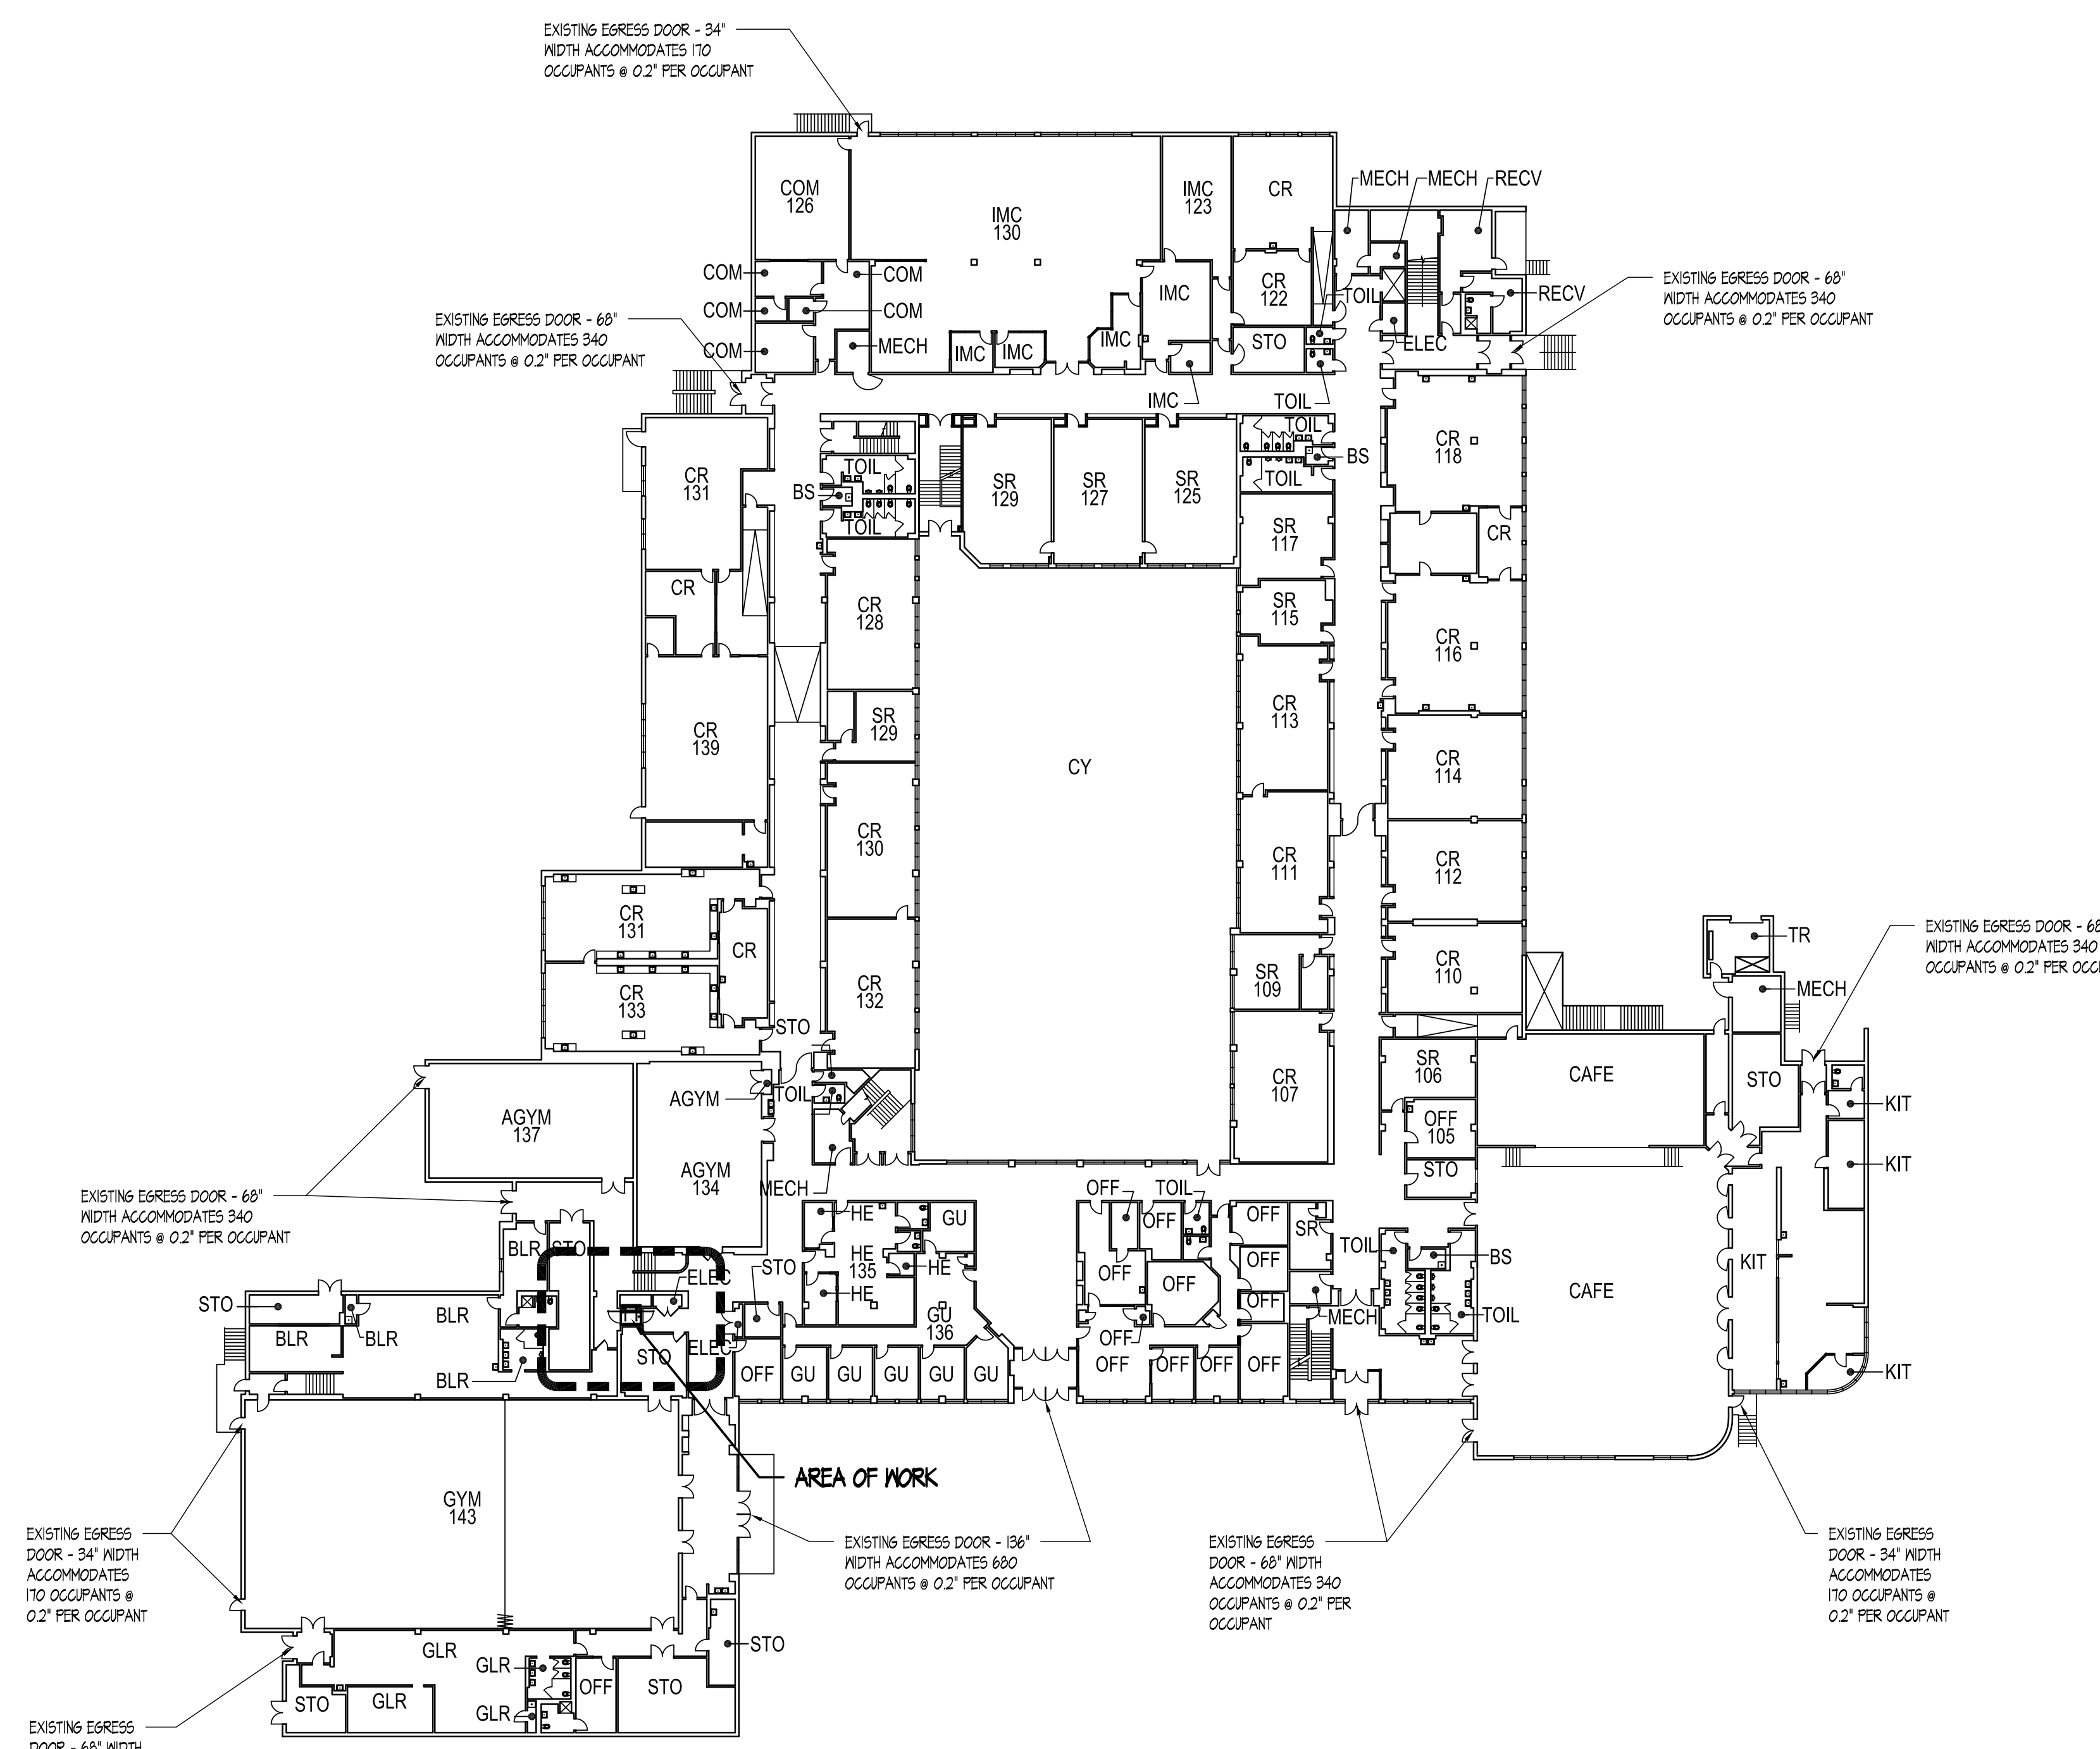 EXISTING EGRESS DOOR - 34"
WIDTH ACCOMMODATES 170
OCCUPANTS @ 0.2" PER OCCUPANT
COM
126
IMC
130
IMC
123
CR
MECH
MECH
RECV
COM
COM
COM
COM
COM
MECH
IMC
IMC
IMC
IMC
IMC
CR
122
STO
TOIL
TOIL
ELEC
RECV
EXISTING EGRESS DOOR - 68"
WIDTH ACCOMMODATES 340
OCCUPANTS @ 0.2" PER OCCUPANT
EXISTING EGRESS DOOR - 68"
WIDTH ACCOMMODATES 340
OCCUPANTS @ 0.2" PER OCCUPANT
CR
131
TOIL
BS
TOIL
SR
129
SR
127
SR
125
TOIL
BS
TOIL
CR
118
SR
117
CR
CR
CR
128
SR
115
CR
116
CR
139
SR
129
CR
113
CR
114
CY
CR
130
CR
111
CR
112
CR
131
CR
CR
133
CR
132
SR
109
CR
110
TR
MECH
EXISTING EGRESS DOOR - 68
WIDTH ACCOMMODATES 340
OCCUPANTS @ 0.2" PER
STO
AGYM
137
AGYM
TOIL
AGYM
134
MECH
CR
107
SR
106
OFF
105
STO
CAFE
STO
KIT
KIT
EXISTING EGRESS DOOR - 68"
WIDTH ACCOMMODATES 340
OCCUPANTS @ 0.2" PER OCCUPANT
BLR
STO
HE
HE
135
HE
HE
GU
GU
136
OFF
TOIL
OFF
OFF
OFF
OFF
OFF
OFF
OFF
OFF
SR
MECH
TOIL
BS
TOIL
CAFE
KIT
KIT
STO
BLR
BLR
BLR
BLR
ELEC
STO
ELEC
STO
OFF
GU
GU
GU
GU
GU
OFF
OFF
OFF
OFF
AREA OF WORK
GYM
143
EXISTING EGRESS
DOOR - 34" WIDTH
ACCOMMODATES
170 OCCUPANTS @
0.2" PER OCCUPANT
EXISTING EGRESS DOOR - 136"
WIDTH ACCOMMODATES 680
OCCUPANTS @ 0.2" PER OCCUPANT
EXISTING EGRESS
DOOR - 68" WIDTH
ACCOMMODATES 340
OCCUPANTS @ 0.2" PER
OCCUPANT
EXISTING EGRESS
DOOR - 34" WIDTH
ACCOMMODATES
170 OCCUPANTS @
0.2" PER OCCUPANT
GLR
GLR
GLR
GLR
STO
OFF
STO
STO
EXISTING EGRESS
DOOR - 68" WIDTH